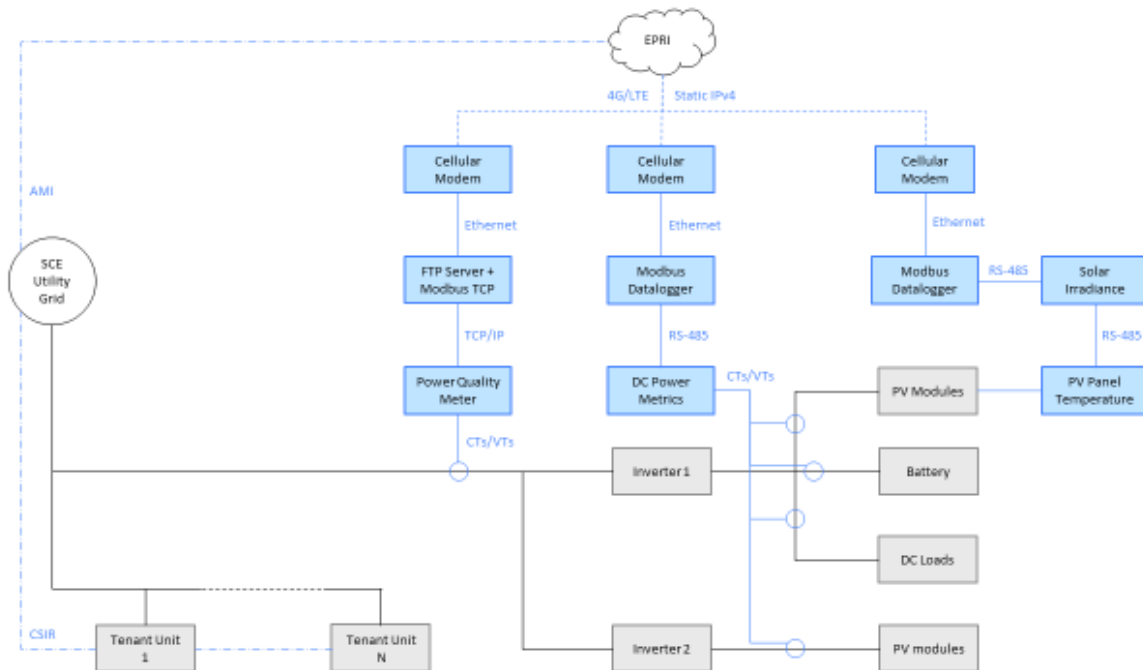 EPRI
4G/LTE
Static IPv4
Cellular
Modem
Cellular
Modem
Cellular
Modem
AMI
Ethernet
Ethernet
Ethernet
SCE
Utility
Grid
FTP Server +
Modbus TCP
Modbus
Datalogger
Modbus
Datalogger
RS-485
Solar
Irradiance
TCP/IP
RS-485
RS-485
Power Quality
Meter
DC Power
Metrics
CTs/VTs
PV Modules
PV Panel
Temperature
CTs/VTs
Inverter 1
Battery
DC Loads
CSIR
Tenant Unit
1
Tenant Unit
N
Inverter 2
PV modules